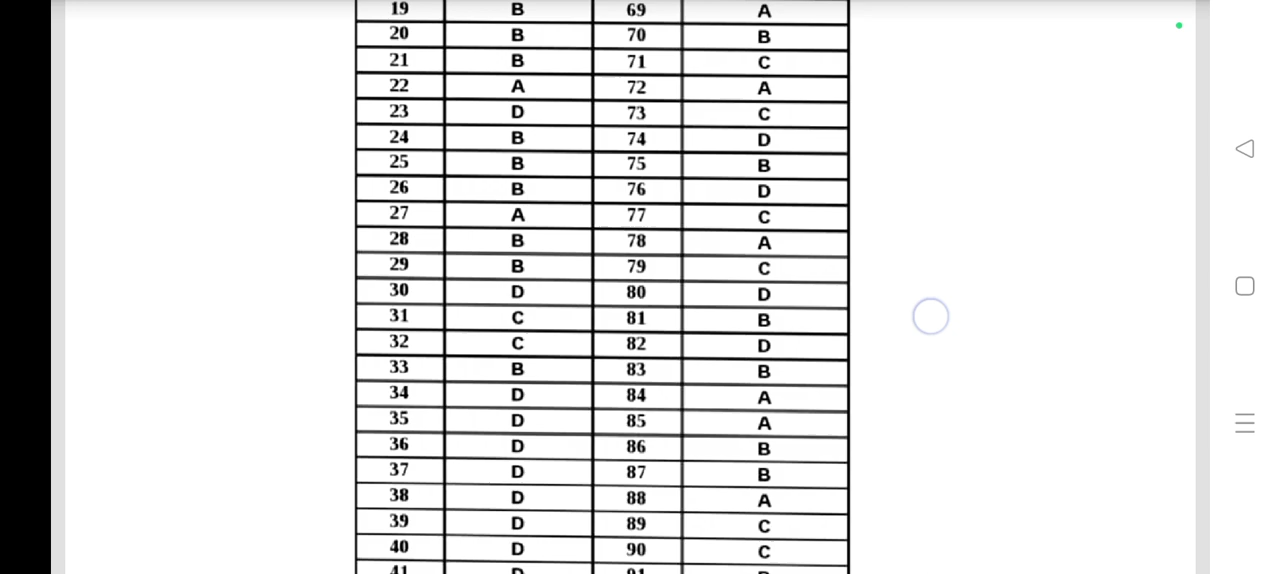 19 B 69 A
20 B 70 B
21 B 71 C
22 A 72 A
23 D 73 C
24 B 74 D
25 B 75 B
26 B 76 D
27 A 77 C
28 B 78 A
29 B 79 C
30 D 80 D
31 C 81 B
32 C 82 D
33 B 83 B
34 D 84 A
35 D 85 A
36 D 86 B
37 D 87 B
38 D 88 A
39 D 89 C
40 D 90 C
41 91